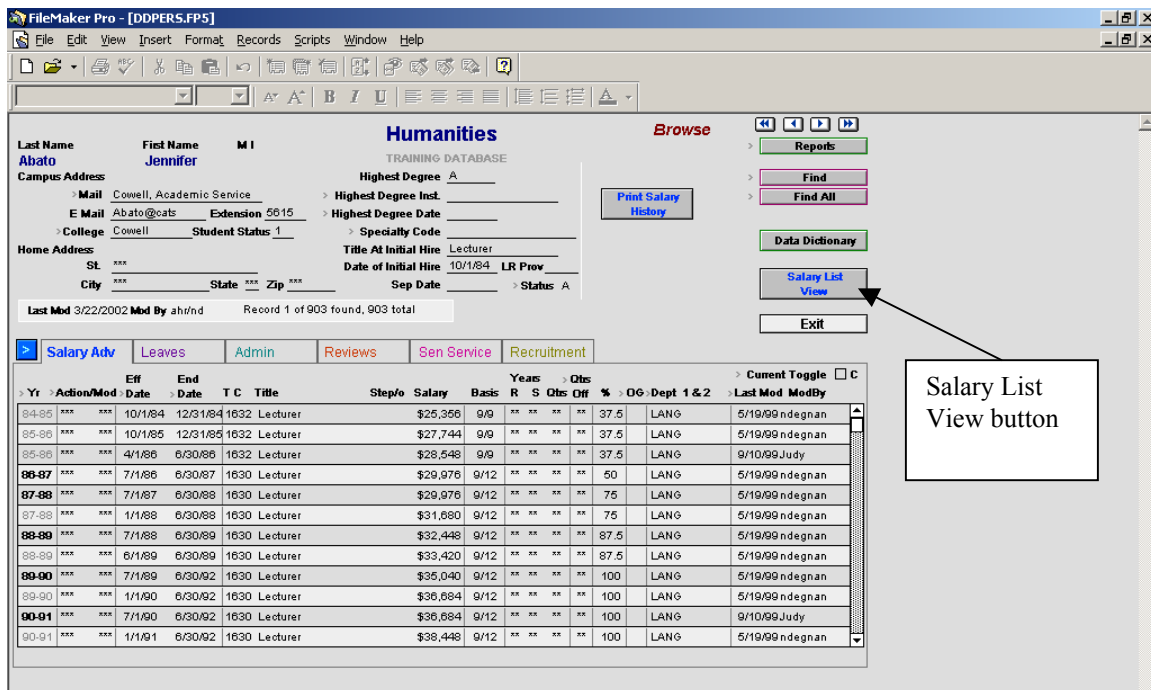 FileMaker Pro - [DDPERS.FP5]
File Edit View Insert Format Records Scripts Window Help
B I U A
Humanities
Browse
TRAINING DATABASE
Last Name First Name M I
Abato Jennifer
Campus Address
>Mail Cowell, Academic Service
E Mail Abato@cats Extension 5615
>College Cowell Student Status 1
Home Address
St. ***
City *** State *** Zip ***
Highest Degree A
> Highest Degree Inst.
> Highest Degree Date
> Specialty Code
Title At Initial Hire Lecturer
Date of Initial Hire 10/1/84 LR Prov
Sep Date > Status A
Print Salary
History
> Reports
> Find
> Find All
Data Dictionary
Salary List
View
Exit
Last Mod 3/22/2002 Mod By ahr/nd Record 1 of 903 found, 903 total
> Salary Adv Leaves Admin Reviews Sen Service Recruitment
Eff End Years > Qtrs > Current Toggle C
> Yr >Action/Mod >Date > Date T C Title Step/o Salary Basis R S Qtrs Off % > OG >Dept 1 & 2 >Last Mod ModBy
84-85 *** *** 10/1/84 12/31/84 1632 Lecturer $25,356 9/9 ** ** ** ** 37.5 LANG 5/19/99 ndegnan
85-86 *** *** 10/1/85 12/31/85 1632 Lecturer $27,744 9/9 ** ** ** ** 37.5 LANG 5/19/99 ndegnan
85-86 *** *** 4/1/86 6/30/86 1632 Lecturer $28,548 9/9 ** ** ** ** 37.5 LANG 9/10/99 Judy
86-87 *** *** 7/1/86 6/30/87 1630 Lecturer $29,976 9/12 ** ** ** ** 50 LANG 5/19/99 ndegnan
87-88 *** *** 7/1/87 6/30/88 1630 Lecturer $29,976 9/12 ** ** ** ** 75 LANG 5/19/99 ndegnan
87-88 *** *** 1/1/88 6/30/88 1630 Lecturer $31,680 9/12 ** ** ** ** 75 LANG 5/19/99 ndegnan
88-89 *** *** 7/1/88 6/30/89 1630 Lecturer $32,448 9/12 ** ** ** ** 87.5 LANG 5/19/99 ndegnan
88-89 *** *** 6/1/89 6/30/89 1630 Lecturer $33,420 9/12 ** ** ** ** 87.5 LANG 5/19/99 ndegnan
89-90 *** *** 7/1/89 6/30/92 1630 Lecturer $35,040 9/12 ** ** ** ** 100 LANG 5/19/99 ndegnan
89-90 *** *** 1/1/90 6/30/92 1630 Lecturer $36,684 9/12 ** ** ** ** 100 LANG 5/19/99 ndegnan
90-91 *** *** 7/1/90 6/30/92 1630 Lecturer $36,684 9/12 ** ** ** ** 100 LANG 9/10/99 Judy
90-91 *** *** 1/1/91 6/30/92 1630 Lecturer $38,448 9/12 ** ** ** ** 100 LANG 5/19/99 ndegnan
Salary List
View button